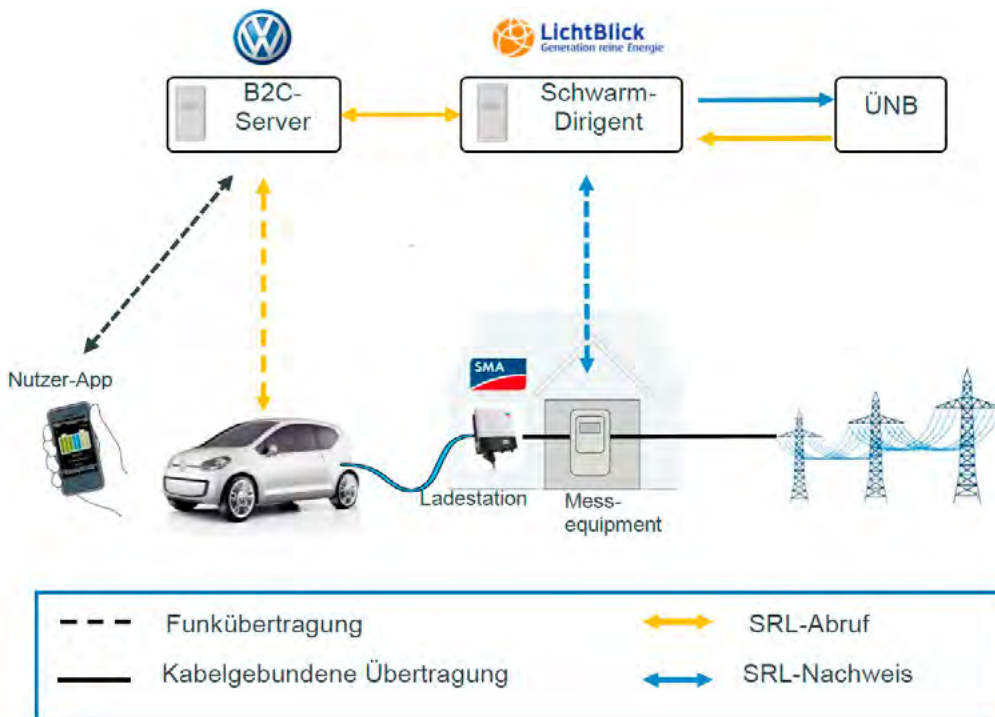 LichtBlick
Generation reine Energie
B2C-
Server
Schwarm-
Dirigent
ÜNB
Nutzer-App
SMA
Ladestation
Mess-
equipment
Funkübertragung
SRL-Abruf
Kabelgebundene Übertragung
SRL-Nachweis